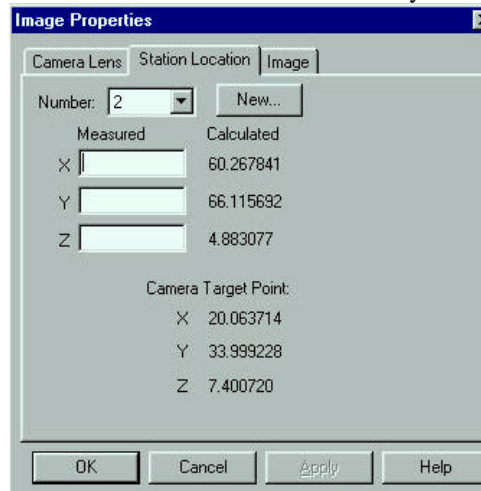 Image Properties
Camera Lens Station Location Image
Number: 2 New...
Measured Calculated
X 60.267841
Y 66.115692
Z 4.883077
Camera Target Point:
X 20.063714
Y 33.999228
Z 7.400720
OK Cancel Apply Help